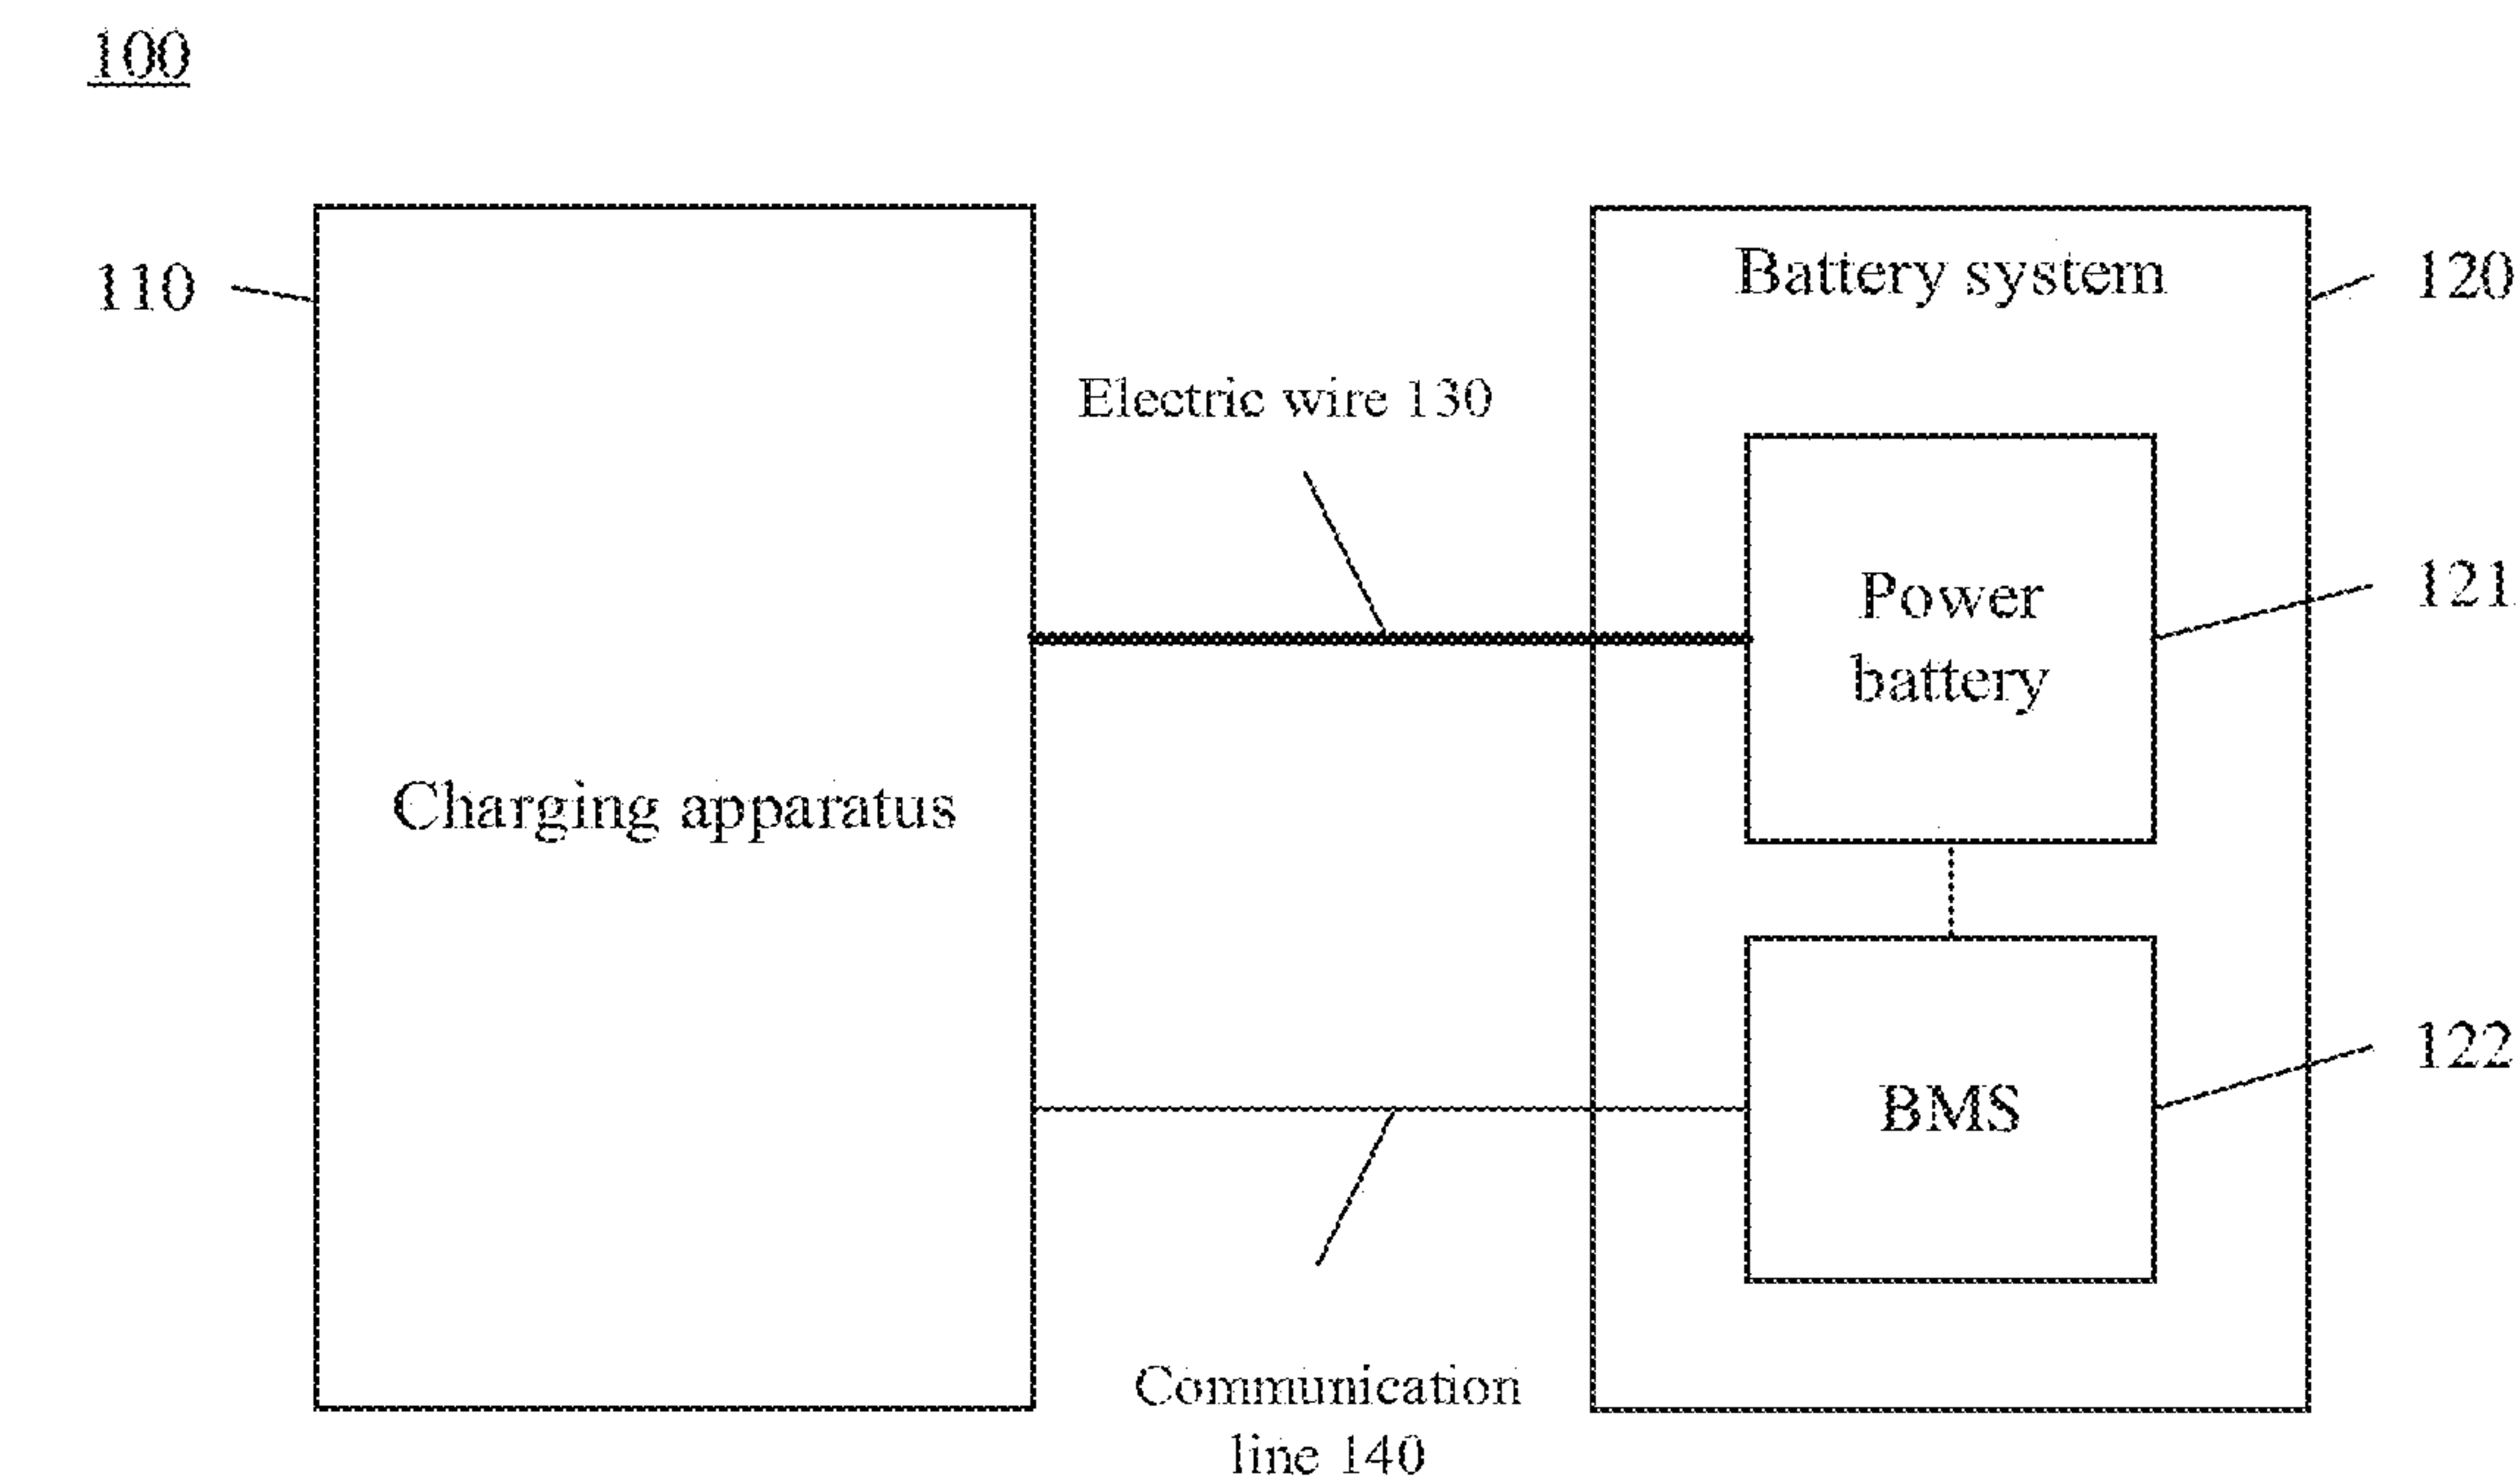 100
110
Battery system
120
Electric wire 130
Power
battery
121
Charging apparatus
BMS
122
Communication
line 140